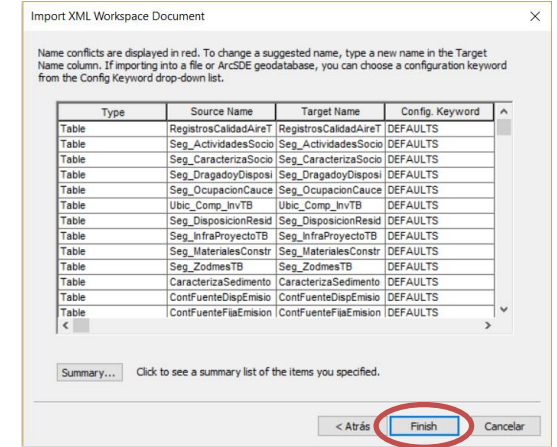 Import XML Workspace Document
Name conflicts are displayed in red. To change a suggested name, type a new name in the Target
Name column. If importing into a file or ArcSDE geodatabase, you can choose a configuration keyword
from the Config Keyword drop-down list.
Type Source Name Target Name Config. Keyword
Table RegistrosCalidadAireT RegistrosCalidadAireT DEFAULTS
Table Seg_ActividadesSocio Seg_ActividadesSocio DEFAULTS
Table Seg_CaracterizaSocio Seg_CaracterizaSocio DEFAULTS
Table Seg_DragadoyDisposi Seg_DragadoyDisposi DEFAULTS
Table Seg_OcupacionCauce Seg_OcupacionCauce DEFAULTS
Table Ubic_Comp_InvTB Ubic_Comp_InvTB DEFAULTS
Table Seg_DisposicionResid Seg_DisposicionResid DEFAULTS
Table Seg_InfraProyectoTB Seg_InfraProyectoTB DEFAULTS
Table Seg_MaterialesConstr Seg_MaterialesConstr DEFAULTS
Table Seg_ZodmesTB Seg_ZodmesTB DEFAULTS
Table CaracterizaSedimento CaracterizaSedimento DEFAULTS
Table ContFuenteDispEmisio ContFuenteDispEmisio DEFAULTS
Table ContFuenteFijaEmision ContFuenteFijaEmision DEFAULTS
Summary... Click to see a summary list of the items you specified.
< Atrás Finish Cancelar